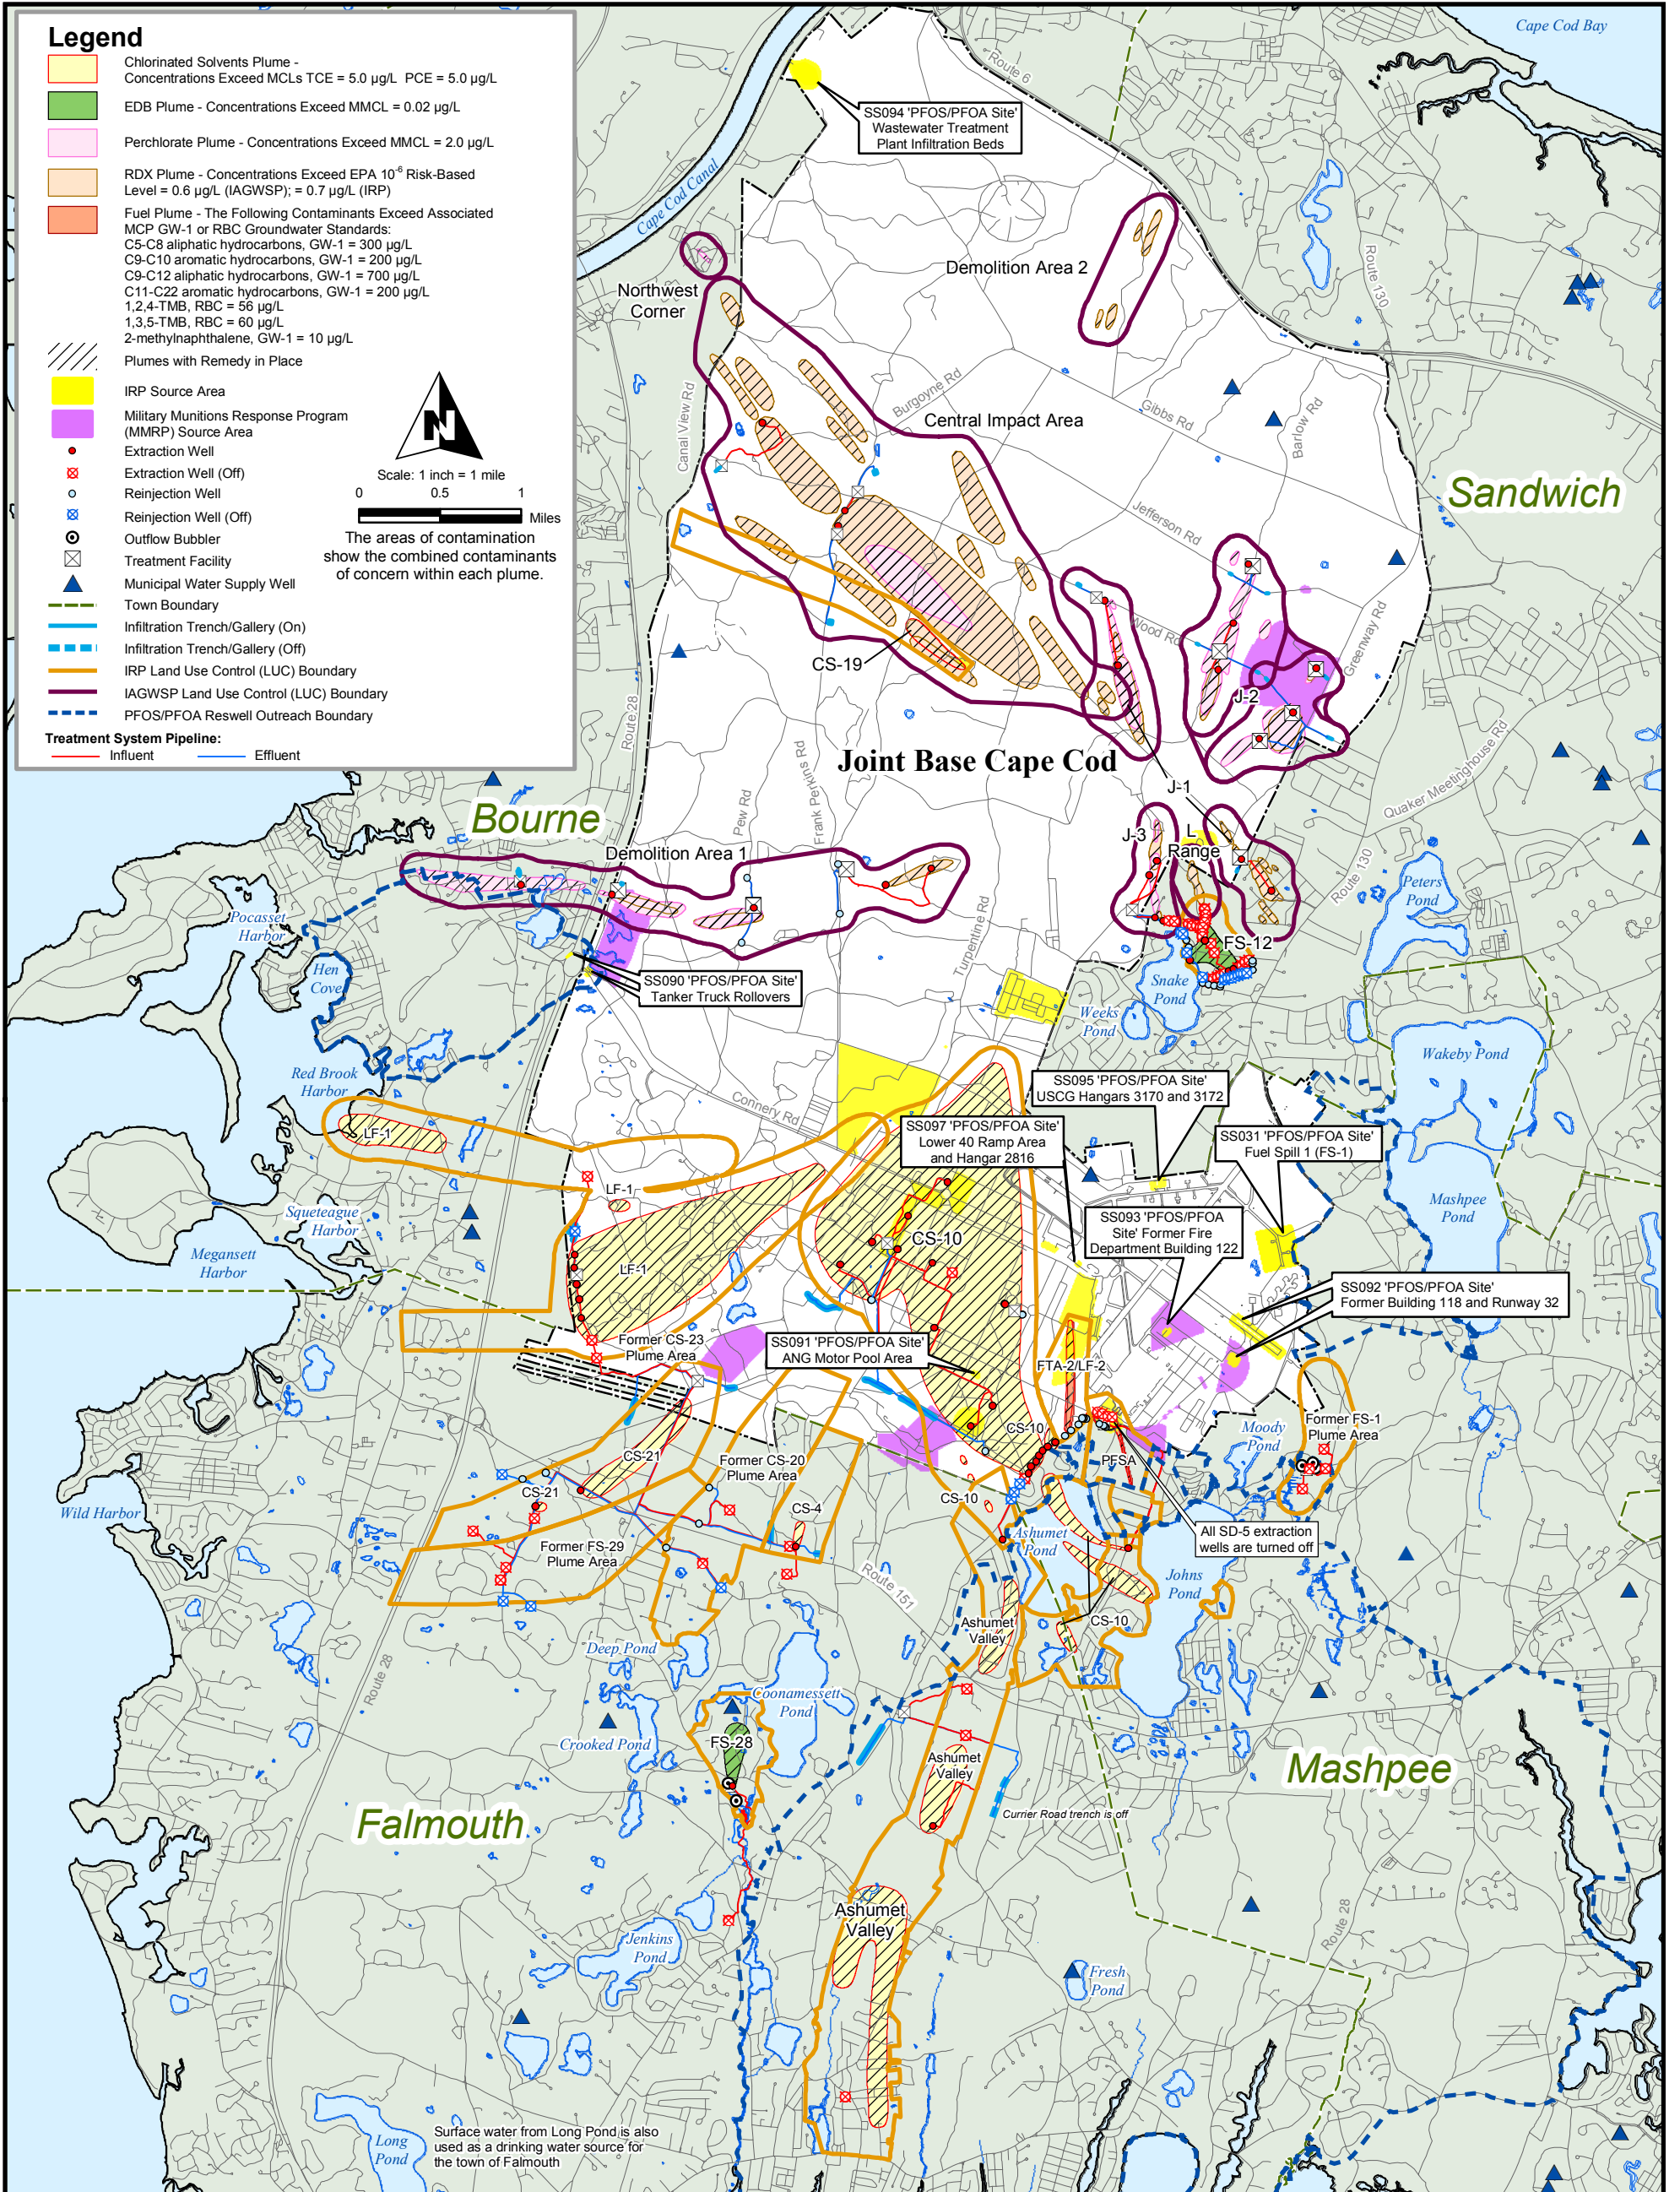 Legend
Chlorinated Solvents Plume -
Concentrations Exceed MCLs TCE = 5.0 µg/L PCE = 5.0 µg/L
EDB Plume - Concentrations Exceed MMCL = 0.02 µg/L
Perchlorate Plume - Concentrations Exceed MMCL = 2.0 µg/L
RDX Plume - Concentrations Exceed EPA 10⁻⁶ Risk-Based
Level = 0.6 µg/L (IAGWSP); = 0.7 µg/L (IRP)
Fuel Plume - The Following Contaminants Exceed Associated
MCP GW-1 or RBC Groundwater Standards:
C5-C8 aliphatic hydrocarbons, GW-1 = 300 µg/L
C9-C10 aromatic hydrocarbons, GW-1 = 200 µg/L
C9-C12 aliphatic hydrocarbons, GW-1 = 700 µg/L
C11-C22 aromatic hydrocarbons, GW-1 = 200 µg/L
1,2,4-TMB, RBC = 56 µg/L
1,3,5-TMB, RBC = 60 µg/L
2-methylnaphthalene, GW-1 = 10 µg/L
Plumes with Remedy in Place
IRP Source Area
Military Munitions Response Program
(MMRP) Source Area
Extraction Well
Extraction Well (Off)
Reinjection Well
Reinjection Well (Off)
Outflow Bubbler
Treatment Facility
Municipal Water Supply Well
Town Boundary
Infiltration Trench/Gallery (On)
Infiltration Trench/Gallery (Off)
IRP Land Use Control (LUC) Boundary
IAGWSP Land Use Control (LUC) Boundary
PFOS/PFOA Reswell Outreach Boundary
Treatment System Pipeline:
Influent
Effluent
N
Scale: 1 inch = 1 mile
0 0.5 1
Miles
The areas of contamination
show the combined contaminants
of concern within each plume.
Cape Cod Bay
Route 6
SS094 'PFOS/PFOA Site'
Wastewater Treatment
Plant Infiltration Beds
Cape Cod Canal
Route 130
Demolition Area 2
Northwest
Corner
Canal View Rd
Burgoyne Rd
Gibbs Rd
Barlow Rd
Central Impact Area
Sandwich
Jefferson Rd
Wood Rd
Greenway Rd
CS-19
J-2
Route 28
Joint Base Cape Cod
Quaker Meetinghouse Rd
J-1
Bourne
Pew Rd
Frank Perkins Rd
J-3
L
Range
Demolition Area 1
Route 130
Peters
Pond
Pocasset
Harbor
Turpentine Rd
FS-12
Hen
Cove
SS090 'PFOS/PFOA Site'
Tanker Truck Rollovers
Snake
Pond
Weeks
Pond
Wakeby Pond
Red Brook
Harbor
Connery Rd
SS095 'PFOS/PFOA Site'
USCG Hangars 3170 and 3172
SS097 'PFOS/PFOA Site'
Lower 40 Ramp Area
and Hangar 2816
SS031 'PFOS/PFOA Site'
Fuel Spill 1 (FS-1)
LF-1
LF-1
Mashpee
Pond
Squeteague
Harbor
SS093 'PFOS/PFOA
Site' Former Fire
Department Building 122
CS-10
Megansett
Harbor
LF-1
SS092 'PFOS/PFOA Site'
Former Building 118 and Runway 32
Former CS-23
Plume Area
SS091 'PFOS/PFOA Site'
ANG Motor Pool Area
FTA-2/LF-2
CS-10
Moody
Pond
Former FS-1
Plume Area
CS-21
Former CS-20
Plume Area
PFSA
CS-21
CS-10
CS-4
Wild Harbor
Ashumet
Pond
All SD-5 extraction
wells are turned off
Former FS-29
Plume Area
Route 151
Johns
Pond
CS-10
Ashumet
Valley
Deep Pond
Route 28
Coonamessett
Pond
Crooked Pond
FS-28
Ashumet
Valley
Mashpee
Currier Road trench is off
Falmouth
Ashumet
Valley
Route 28
Jenkins
Pond
Fresh
Pond
Surface water from Long Pond is also
used as a drinking water source for
the town of Falmouth
Long
Pond